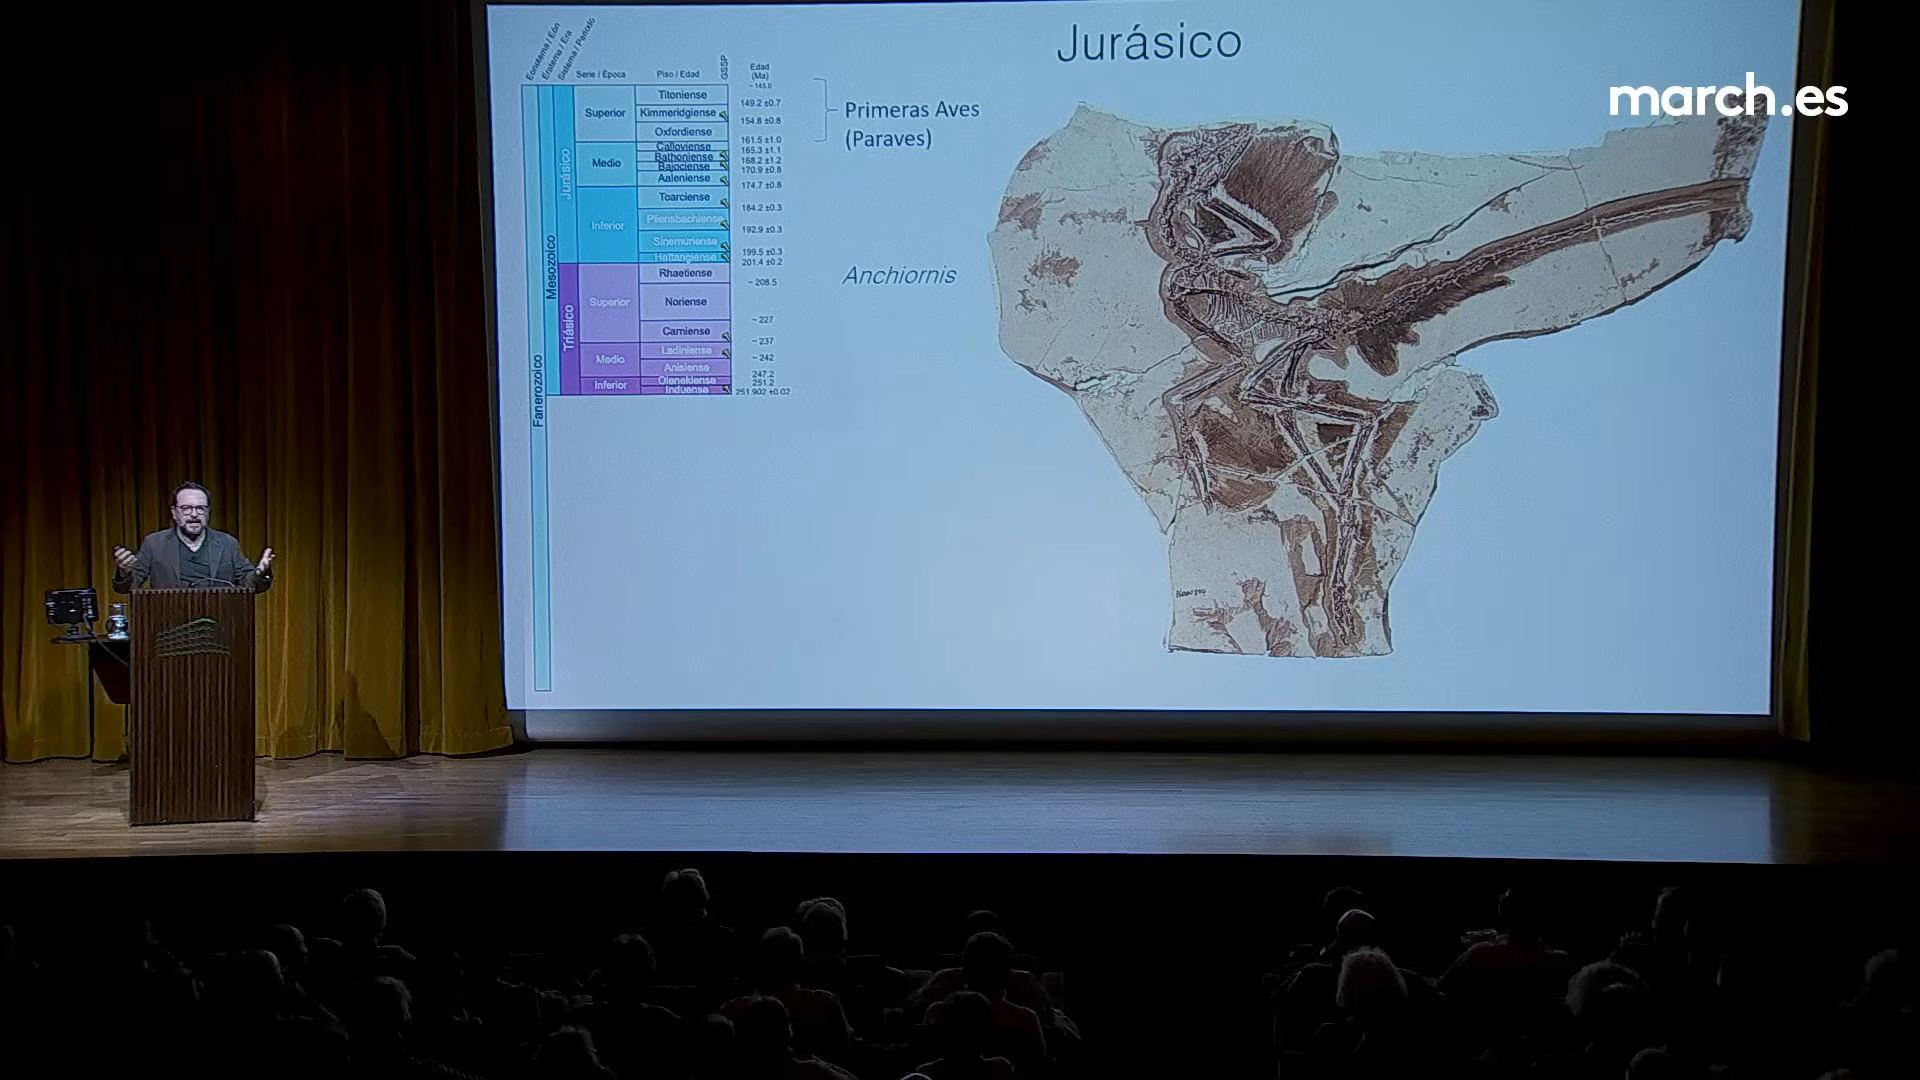 Jurásico
march.es
Eonotema / Eón
Eratema / Era
Sistema / Período
Serie / Época
Piso / Edad
GSSP
Edad
(Ma)
~ 145.0
Titoniense
149.2 ±0.7
Superior
Kimmeridgiense
154.8 ±0.8
Oxfordiense
161.5 ±1.0
Calloviense
165.3 ±1.1
Medio
Bathoniense
168.2 ±1.2
Bajociense
170.9 ±0.8
Aaleniense
174.7 ±0.8
Jurásico
Toarciense
184.2 ±0.3
Inferior
Pliensbachiense
192.9 ±0.3
Sinemuriense
199.5 ±0.3
Hettangiense
201.4 ±0.2
Mesozoico
Rhaetiense
~ 208.5
Superior
Noriense
~ 227
Carniense
~ 237
Triásico
Ladiniense
~ 242
Medio
Anisiense
247.2
Inferior
Olenekiense
251.2
Induense
251.902 ±0.02
Fanerozoico
Primeras Aves
(Paraves)
Anchiornis